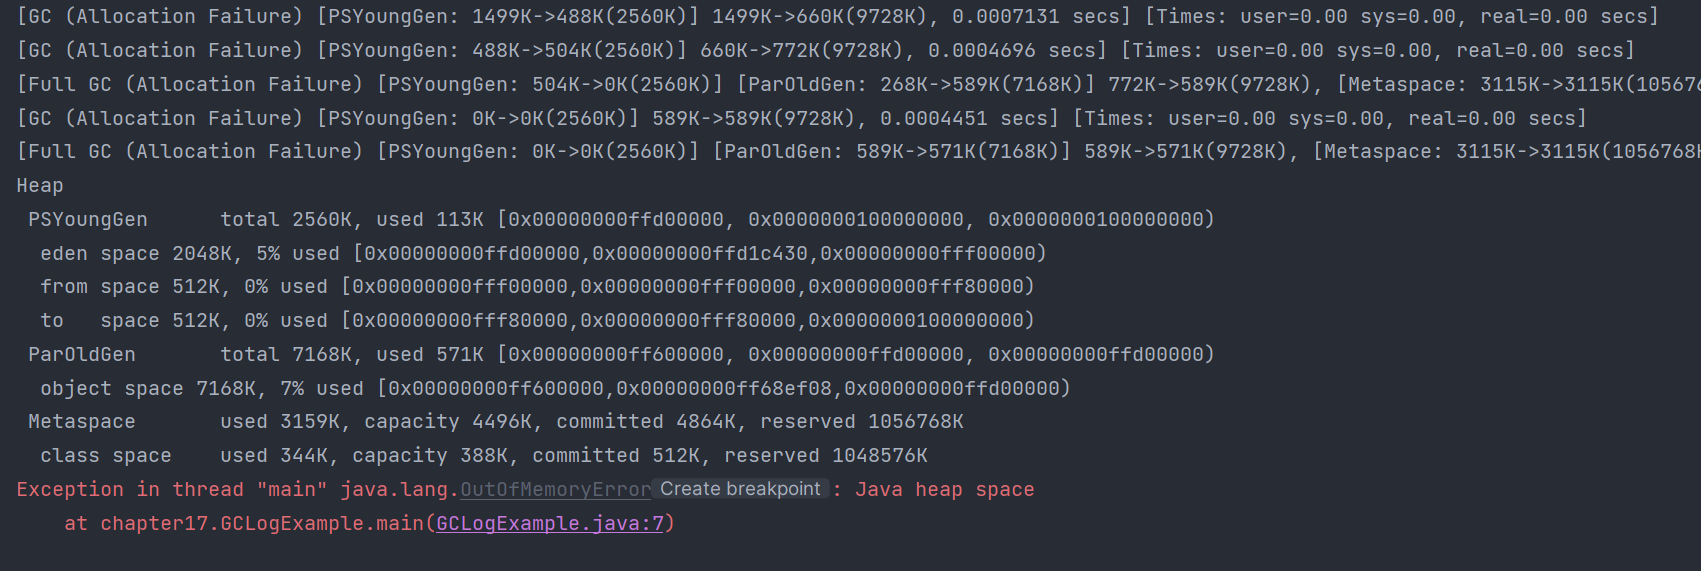 [GC (Allocation Failure) [PSYoungGen: 1499K->488K(2560K)] 1499K->660K(9728K), 0.0007131 secs] [Times: user=0.00 sys=0.00, real=0.00 secs]
[GC (Allocation Failure) [PSYoungGen: 488K->504K(2560K)] 660K->772K(9728K), 0.0004696 secs] [Times: user=0.00 sys=0.00, real=0.00 secs]
[Full GC (Allocation Failure) [PSYoungGen: 504K->0K(2560K)] [ParOldGen: 268K->589K(7168K)] 772K->589K(9728K), [Metaspace: 3115K->3115K(105676
[GC (Allocation Failure) [PSYoungGen: 0K->0K(2560K)] 589K->589K(9728K), 0.0004451 secs] [Times: user=0.00 sys=0.00, real=0.00 secs]
[Full GC (Allocation Failure) [PSYoungGen: 0K->0K(2560K)] [ParOldGen: 589K->571K(7168K)] 589K->571K(9728K), [Metaspace: 3115K->3115K(1056768K
Heap
 PSYoungGen      total 2560K, used 113K [0x00000000ffd00000, 0x0000000100000000, 0x0000000100000000)
  eden space 2048K, 5% used [0x00000000ffd00000,0x00000000ffd1c430,0x00000000fff00000)
  from space 512K, 0% used [0x00000000fff00000,0x00000000fff00000,0x00000000fff80000)
  to   space 512K, 0% used [0x00000000fff80000,0x00000000fff80000,0x0000000100000000)
 ParOldGen       total 7168K, used 571K [0x00000000ff600000, 0x00000000ffd00000, 0x00000000ffd00000)
  object space 7168K, 7% used [0x00000000ff600000,0x00000000ff68ef08,0x00000000ffd00000)
 Metaspace       used 3159K, capacity 4496K, committed 4864K, reserved 1056768K
  class space    used 344K, capacity 388K, committed 512K, reserved 1048576K
Exception in thread "main" java.lang.OutOfMemoryError Create breakpoint : Java heap space
    at chapter17.GCLogExample.main(GCLogExample.java:7)